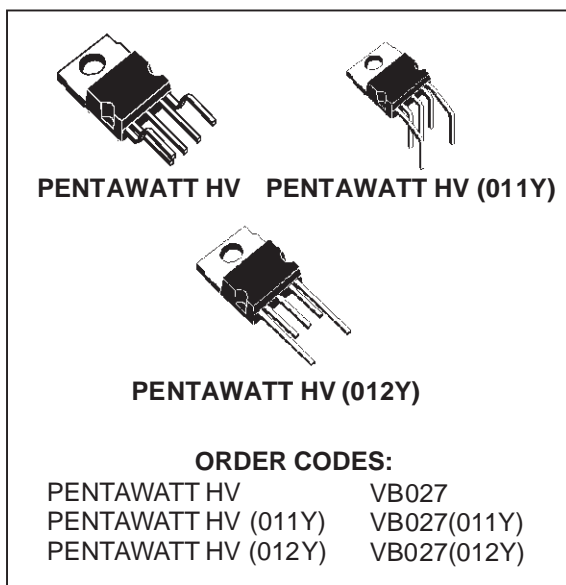 PENTAWATT HV PENTAWATT HV (011Y)
PENTAWATT HV (012Y)
ORDER CODES:
PENTAWATT HV VB027
PENTAWATT HV (011Y) VB027(011Y)
PENTAWATT HV (012Y) VB027(012Y)